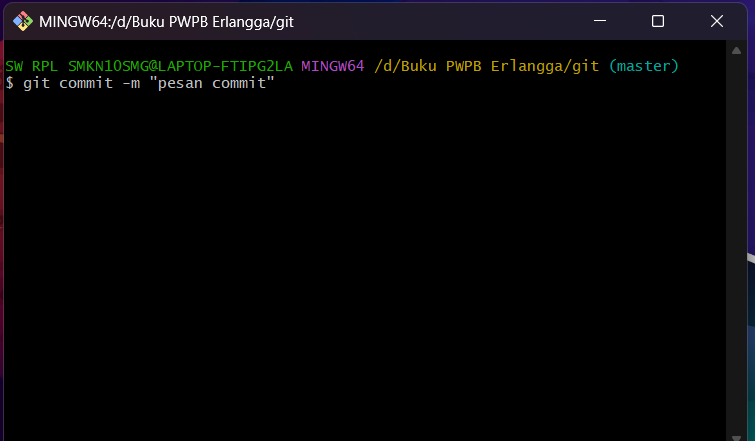 MINGW64:/d/Buku PWPB Erlangga/git
SW RPL SMKN10SMG@LAPTOP-FTIPG2LA MINGW64 /d/Buku PWPB Erlangga/git (master)
$ git commit -m "pesan commit"